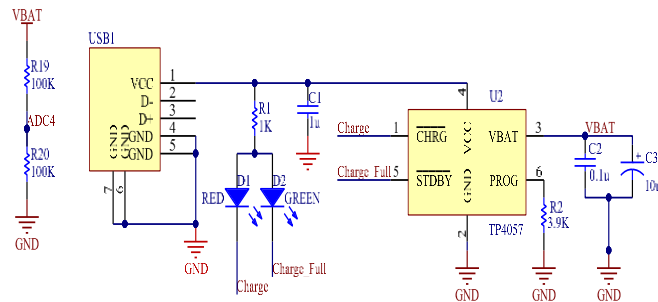 VBAT
R19
100K
ADC4
R20
100K
GND
USB1
VCC 1
D- 2
D+ 3
GND 4
GND 5
GND
GND
7
6
GND
R1
1K
C1
1u
GND
D1
RED
D2
GREEN
Charge
Charge Full
Charge
Charge Full
U2
4
1 CHRG
VCC
VBAT 3
5 STDBY
GND
PROG 6
2
TP4057
GND
R2
3.9K
GND
VBAT
C2
0.1u
C3
GND